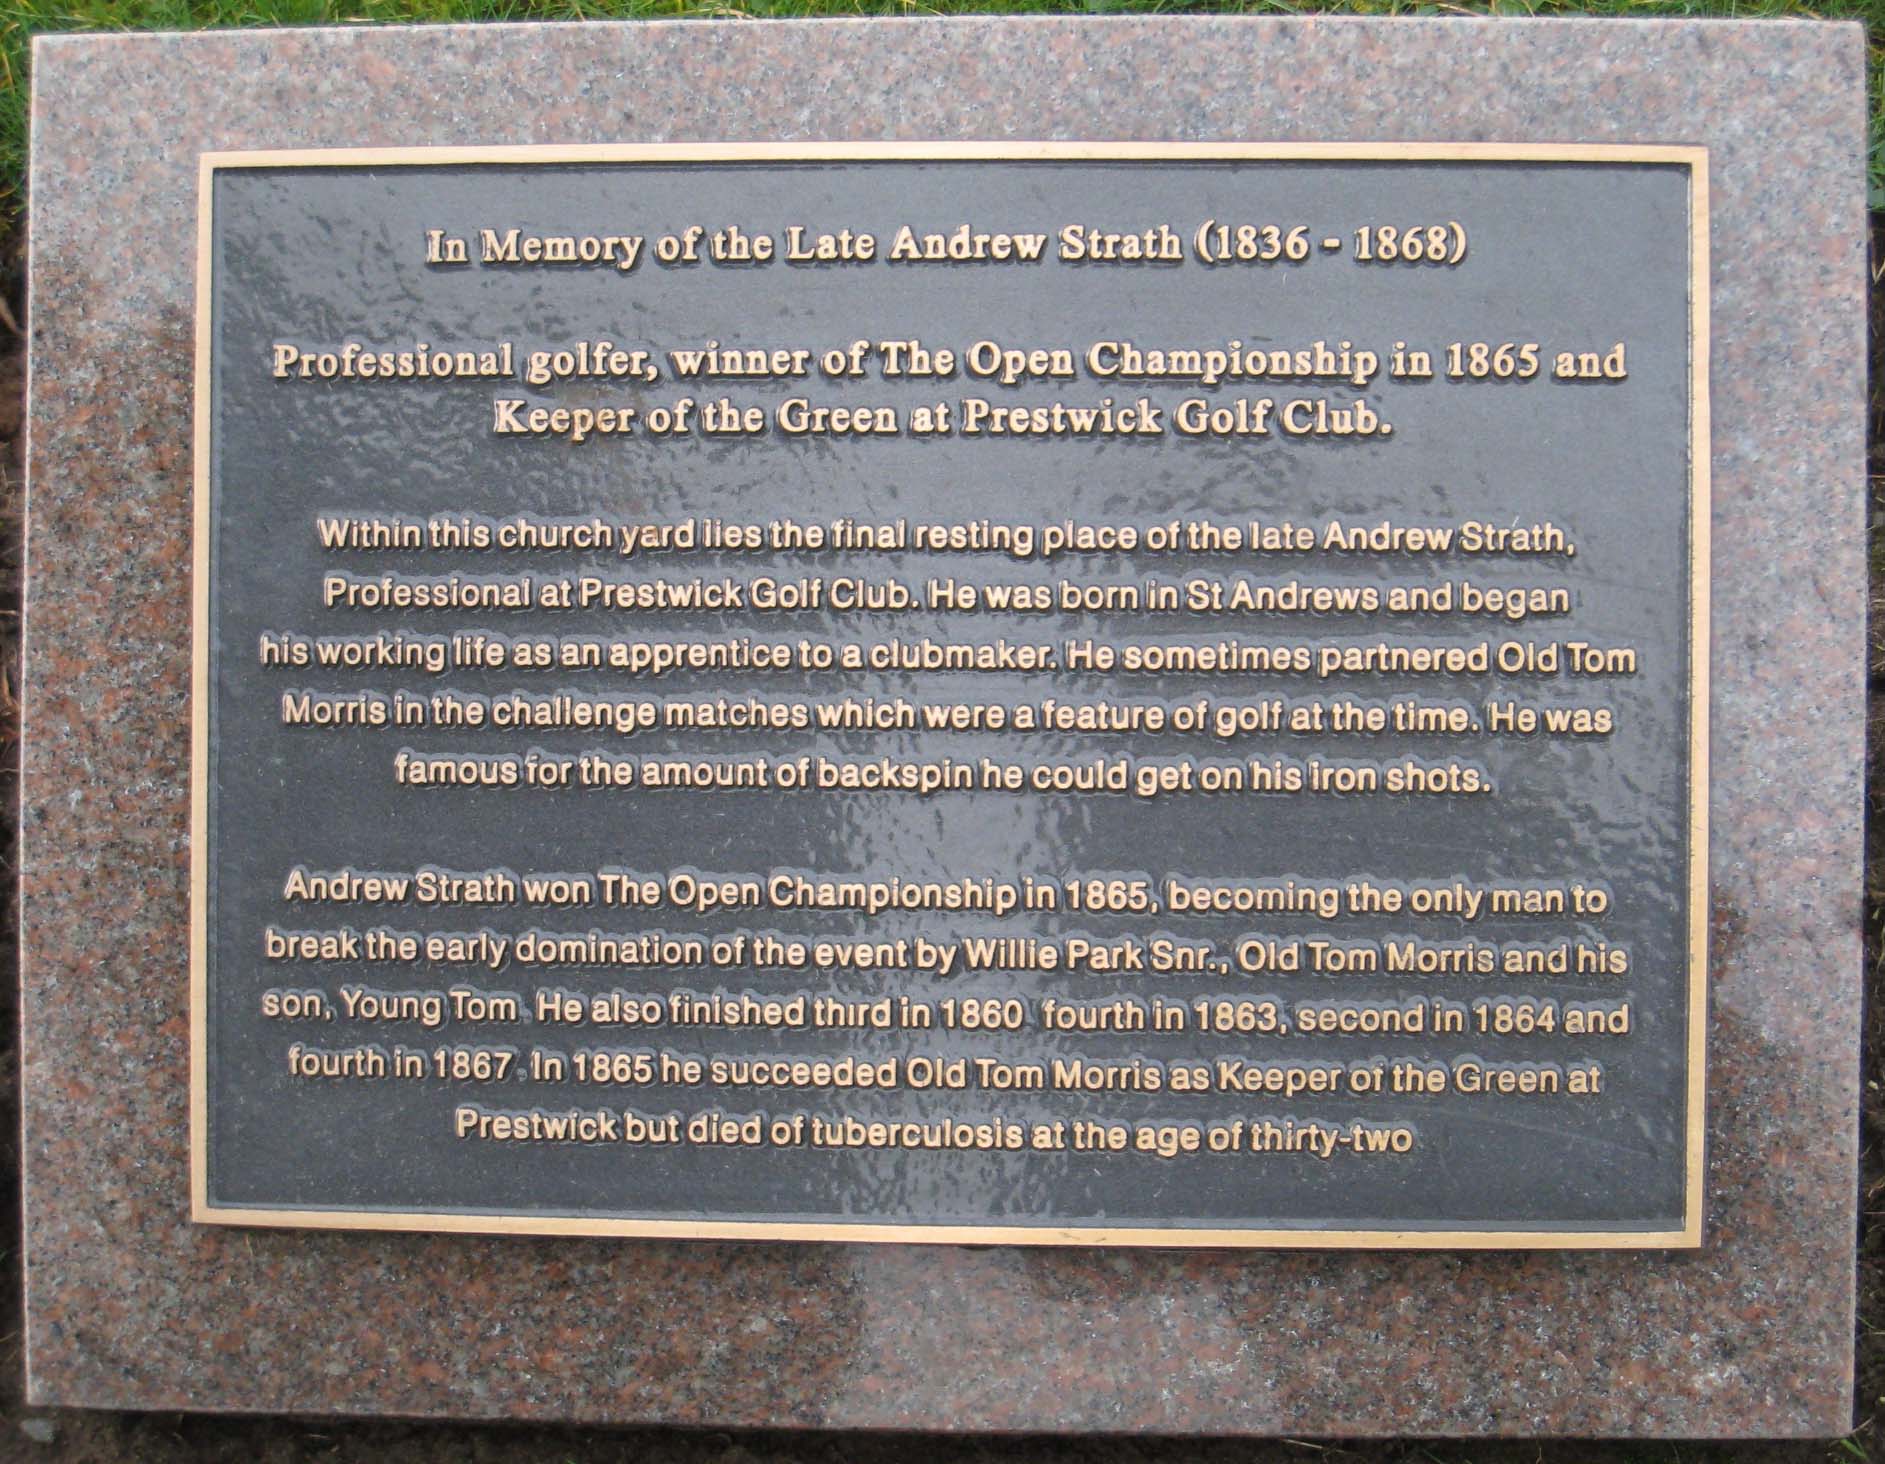 In Memory of the Late Andrew Strath (1836 - 1868)
Professional golfer, winner of The Open Championship in 1865 and
Keeper of the Green at Prestwick Golf Club.
Within this church yard lies the final resting place of the late Andrew Strath,
Professional at Prestwick Golf Club. He was born in St Andrews and began
his working life as an apprentice to a clubmaker. He sometimes partnered Old Tom
Morris in the challenge matches which were a feature of golf at the time. He was
famous for the amount of backspin he could get on his iron shots.
Andrew Strath won The Open Championship in 1865, becoming the only man to
break the early domination of the event by Willie Park Snr., Old Tom Morris and his
son, Young Tom. He also finished third in 1860 fourth in 1863, second in 1864 and
fourth in 1867. In 1865 he succeeded Old Tom Morris as Keeper of the Green at
Prestwick but died of tuberculosis at the age of thirty-two